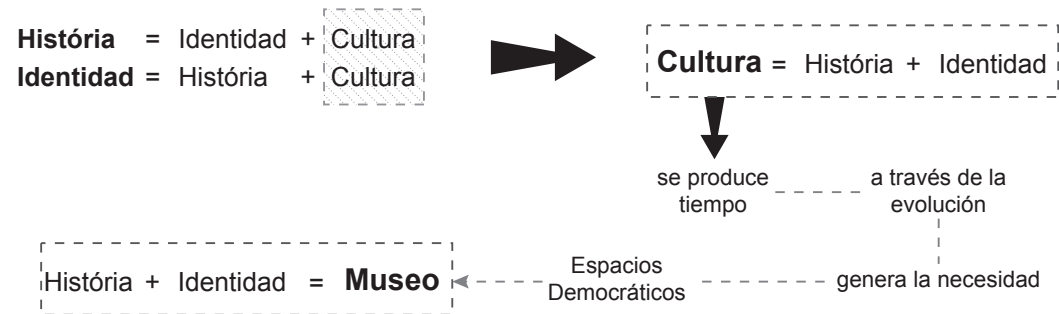 História = Identidad + Cultura
Identidad = História + Cultura
Cultura = História + Identidad
se produce
tiempo
a través de la
evolución
genera la necesidad
Espacios
Democráticos
História + Identidad = Museo